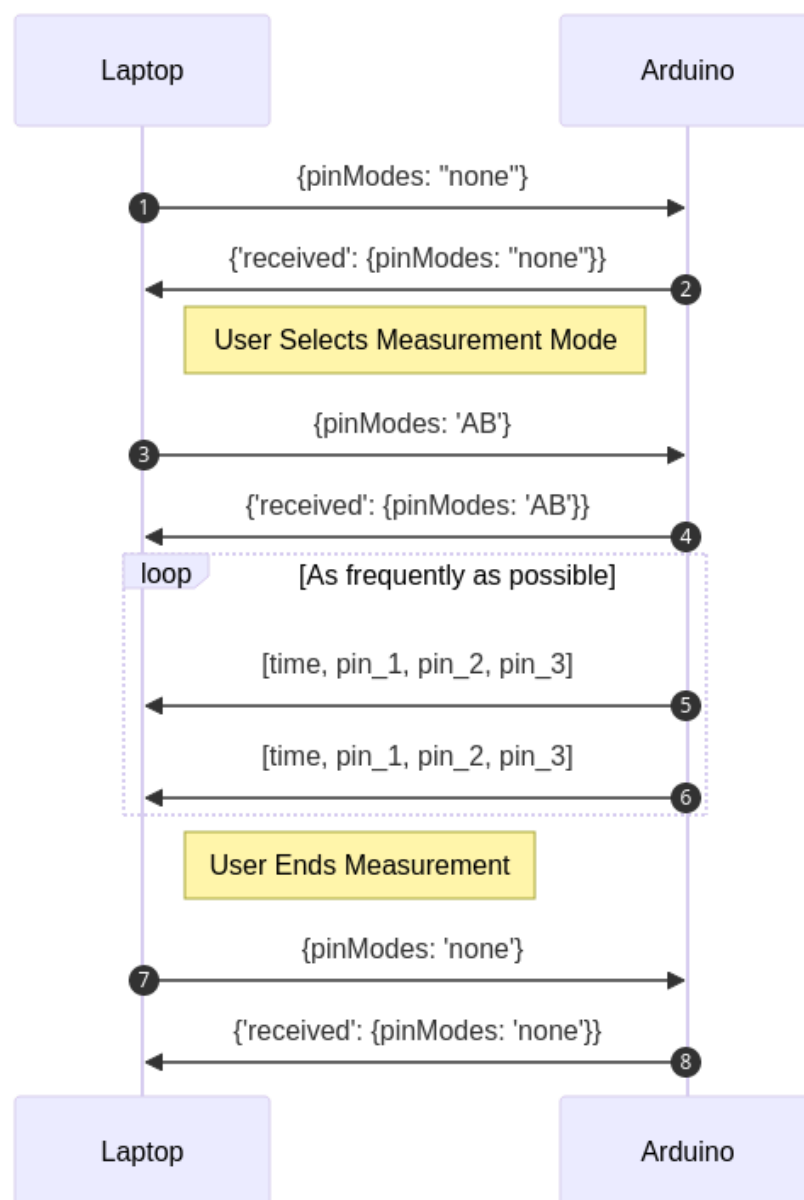 Laptop
Arduino
{pinModes: "none"}
1
{'received': {pinModes: "none"}}
2
User Selects Measurement Mode
{pinModes: 'AB'}
3
{'received': {pinModes: 'AB'}}
4
loop
[As frequently as possible]
[time, pin_1, pin_2, pin_3]
5
[time, pin_1, pin_2, pin_3]
6
User Ends Measurement
{pinModes: 'none'}
7
{'received': {pinModes: 'none'}}
8
Laptop
Arduino